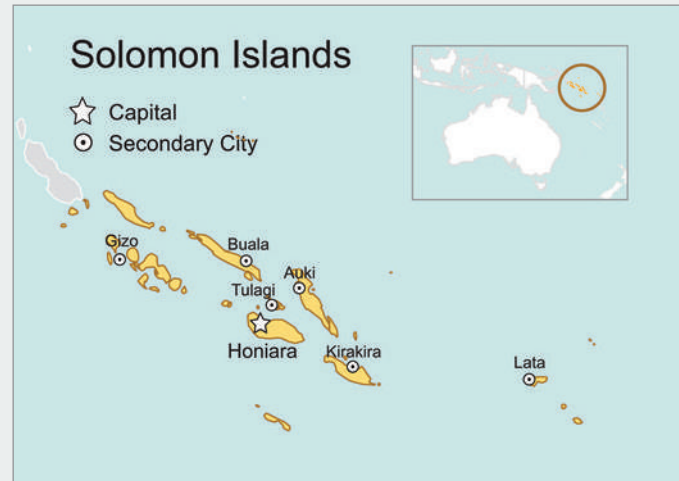 Solomon Islands
Capital
Secondary City
Gizo
Buala
Auki
Tulagi
Honiara
Kirakira
Lata